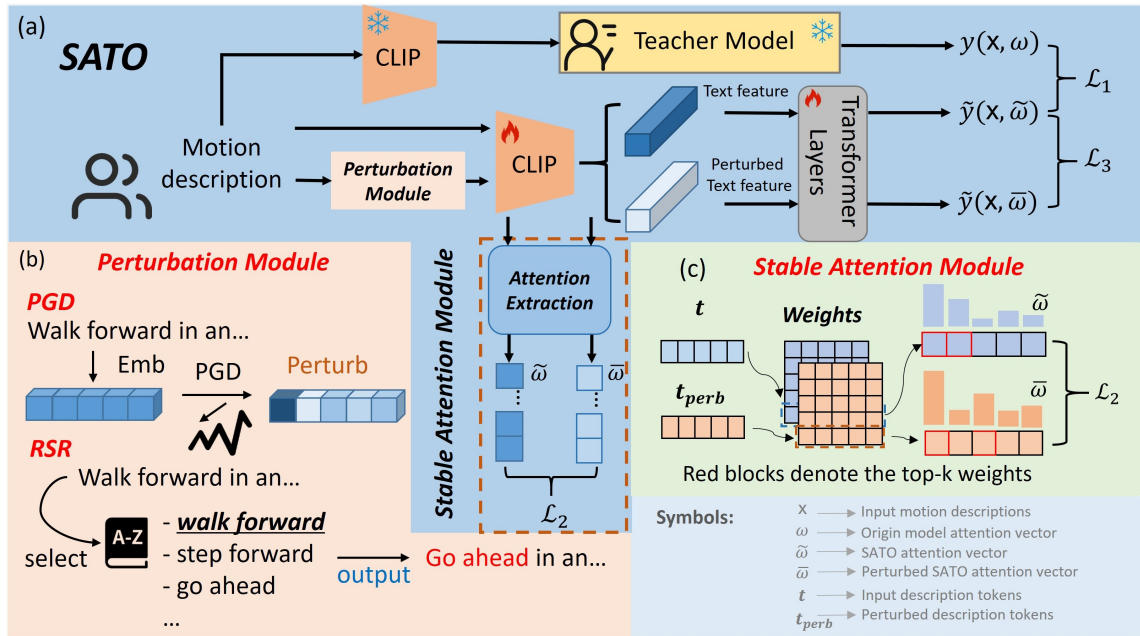 (a)
SATO
CLIP
Teacher Model
y(x, ω)
ℒ₁
Motion description
Perturbation Module
CLIP
Text feature
Perturbed Text feature
Transformer Layers
ỹ(x, ω̃)
ℒ₃
ỹ(x, ω̄)
(b)
Perturbation Module
PGD
Walk forward in an...
Emb
PGD
Perturb
RSR
Walk forward in an...
select
A-Z
- walk forward
- step forward
- go ahead
...
output
Go ahead in an...
Stable Attention Module
Attention Extraction
ω̃
ω̄
ℒ₂
(c)
Stable Attention Module
t
Weights
ω̃
t_perb
ω̄
ℒ₂
Red blocks denote the top-k weights
Symbols:
x Input motion descriptions
ω Origin model attention vector
ω̃ SATO attention vector
ω̄ Perturbed SATO attention vector
t Input description tokens
t_perb Perturbed description tokens